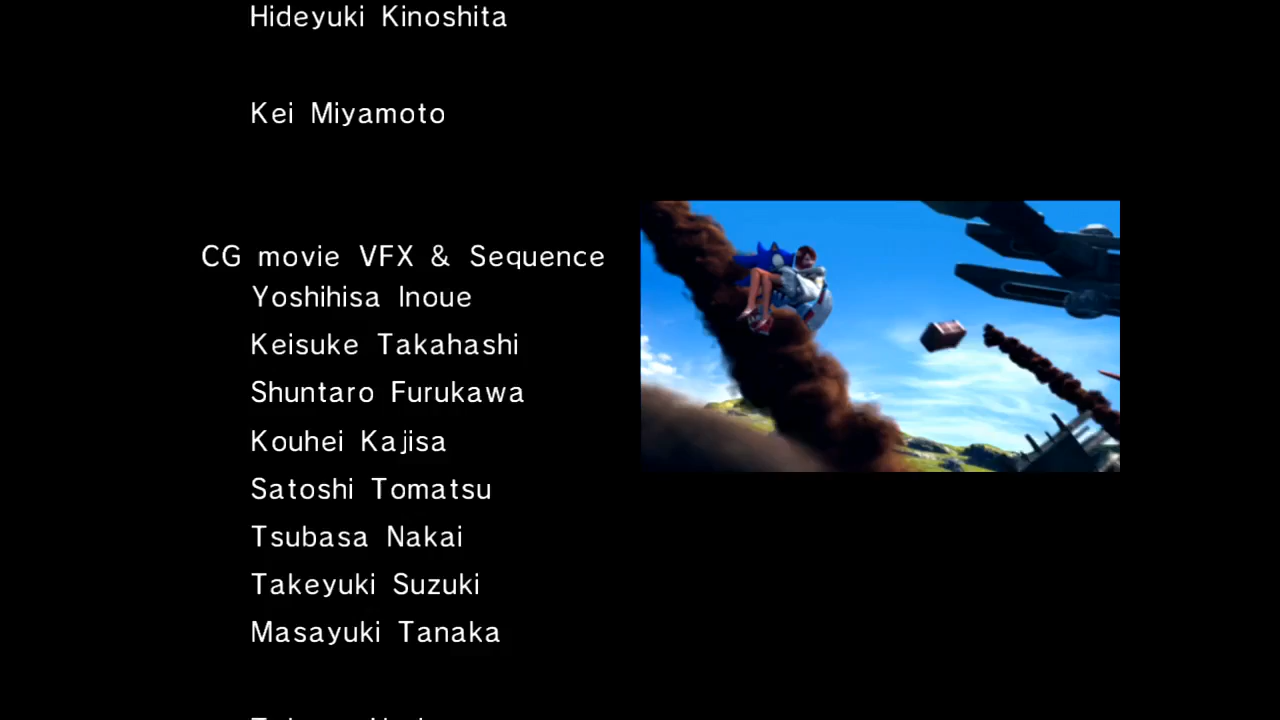 Hideyuki Kinoshita
Kei Miyamoto
CG movie VFX & Sequence
Yoshihisa Inoue
Keisuke Takahashi
Shuntaro Furukawa
Kouhei Kajisa
Satoshi Tomatsu
Tsubasa Nakai
Takeyuki Suzuki
Masayuki Tanaka